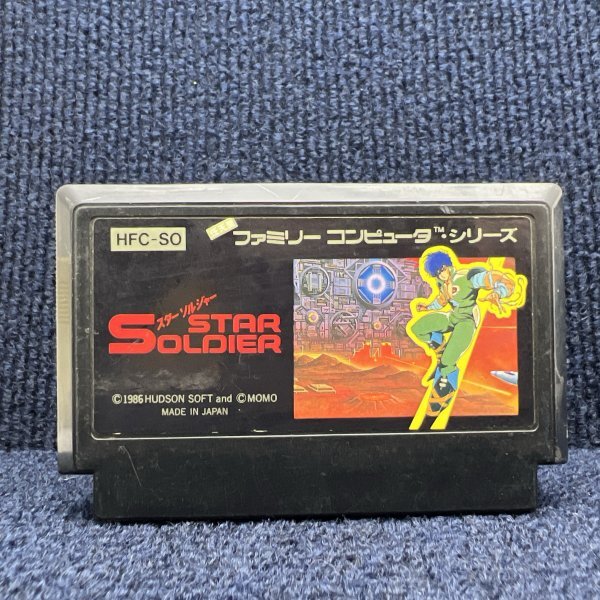 HFC-SO
ファミリー コンピュータ™・シリーズ
スター・ソルジャー
STAR
SOLDIER
©1986 HUDSON SOFT and ©MOMO
MADE IN JAPAN